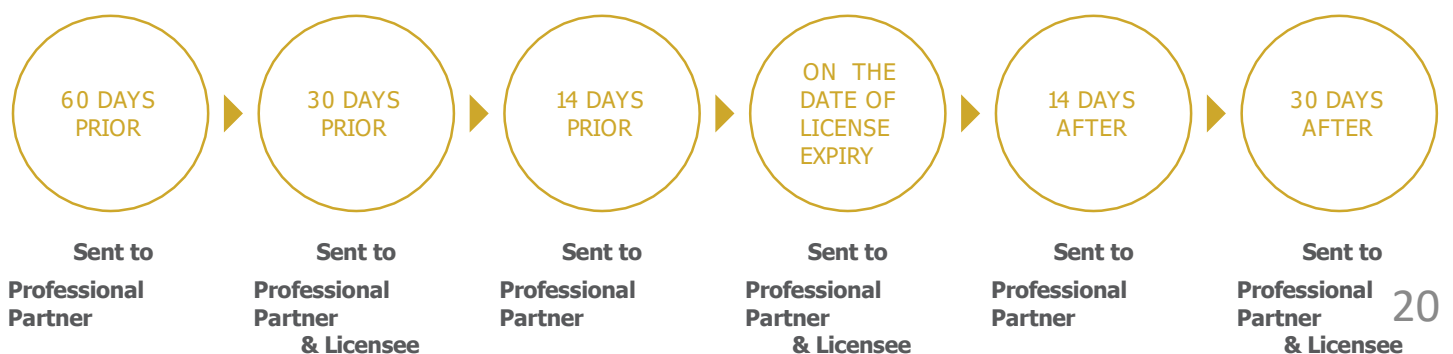 60 DAYS
PRIOR
30 DAYS
PRIOR
14 DAYS
PRIOR
ON THE
DATE OF
LICENSE
EXPIRY
14 DAYS
AFTER
30 DAYS
AFTER
Sent to
Professional
Partner
Sent to
Professional
Partner
& Licensee
Sent to
Professional
Partner
Sent to
Professional
Partner
& Licensee
Sent to
Professional
Partner
Sent to
Professional
Partner
& Licensee
20